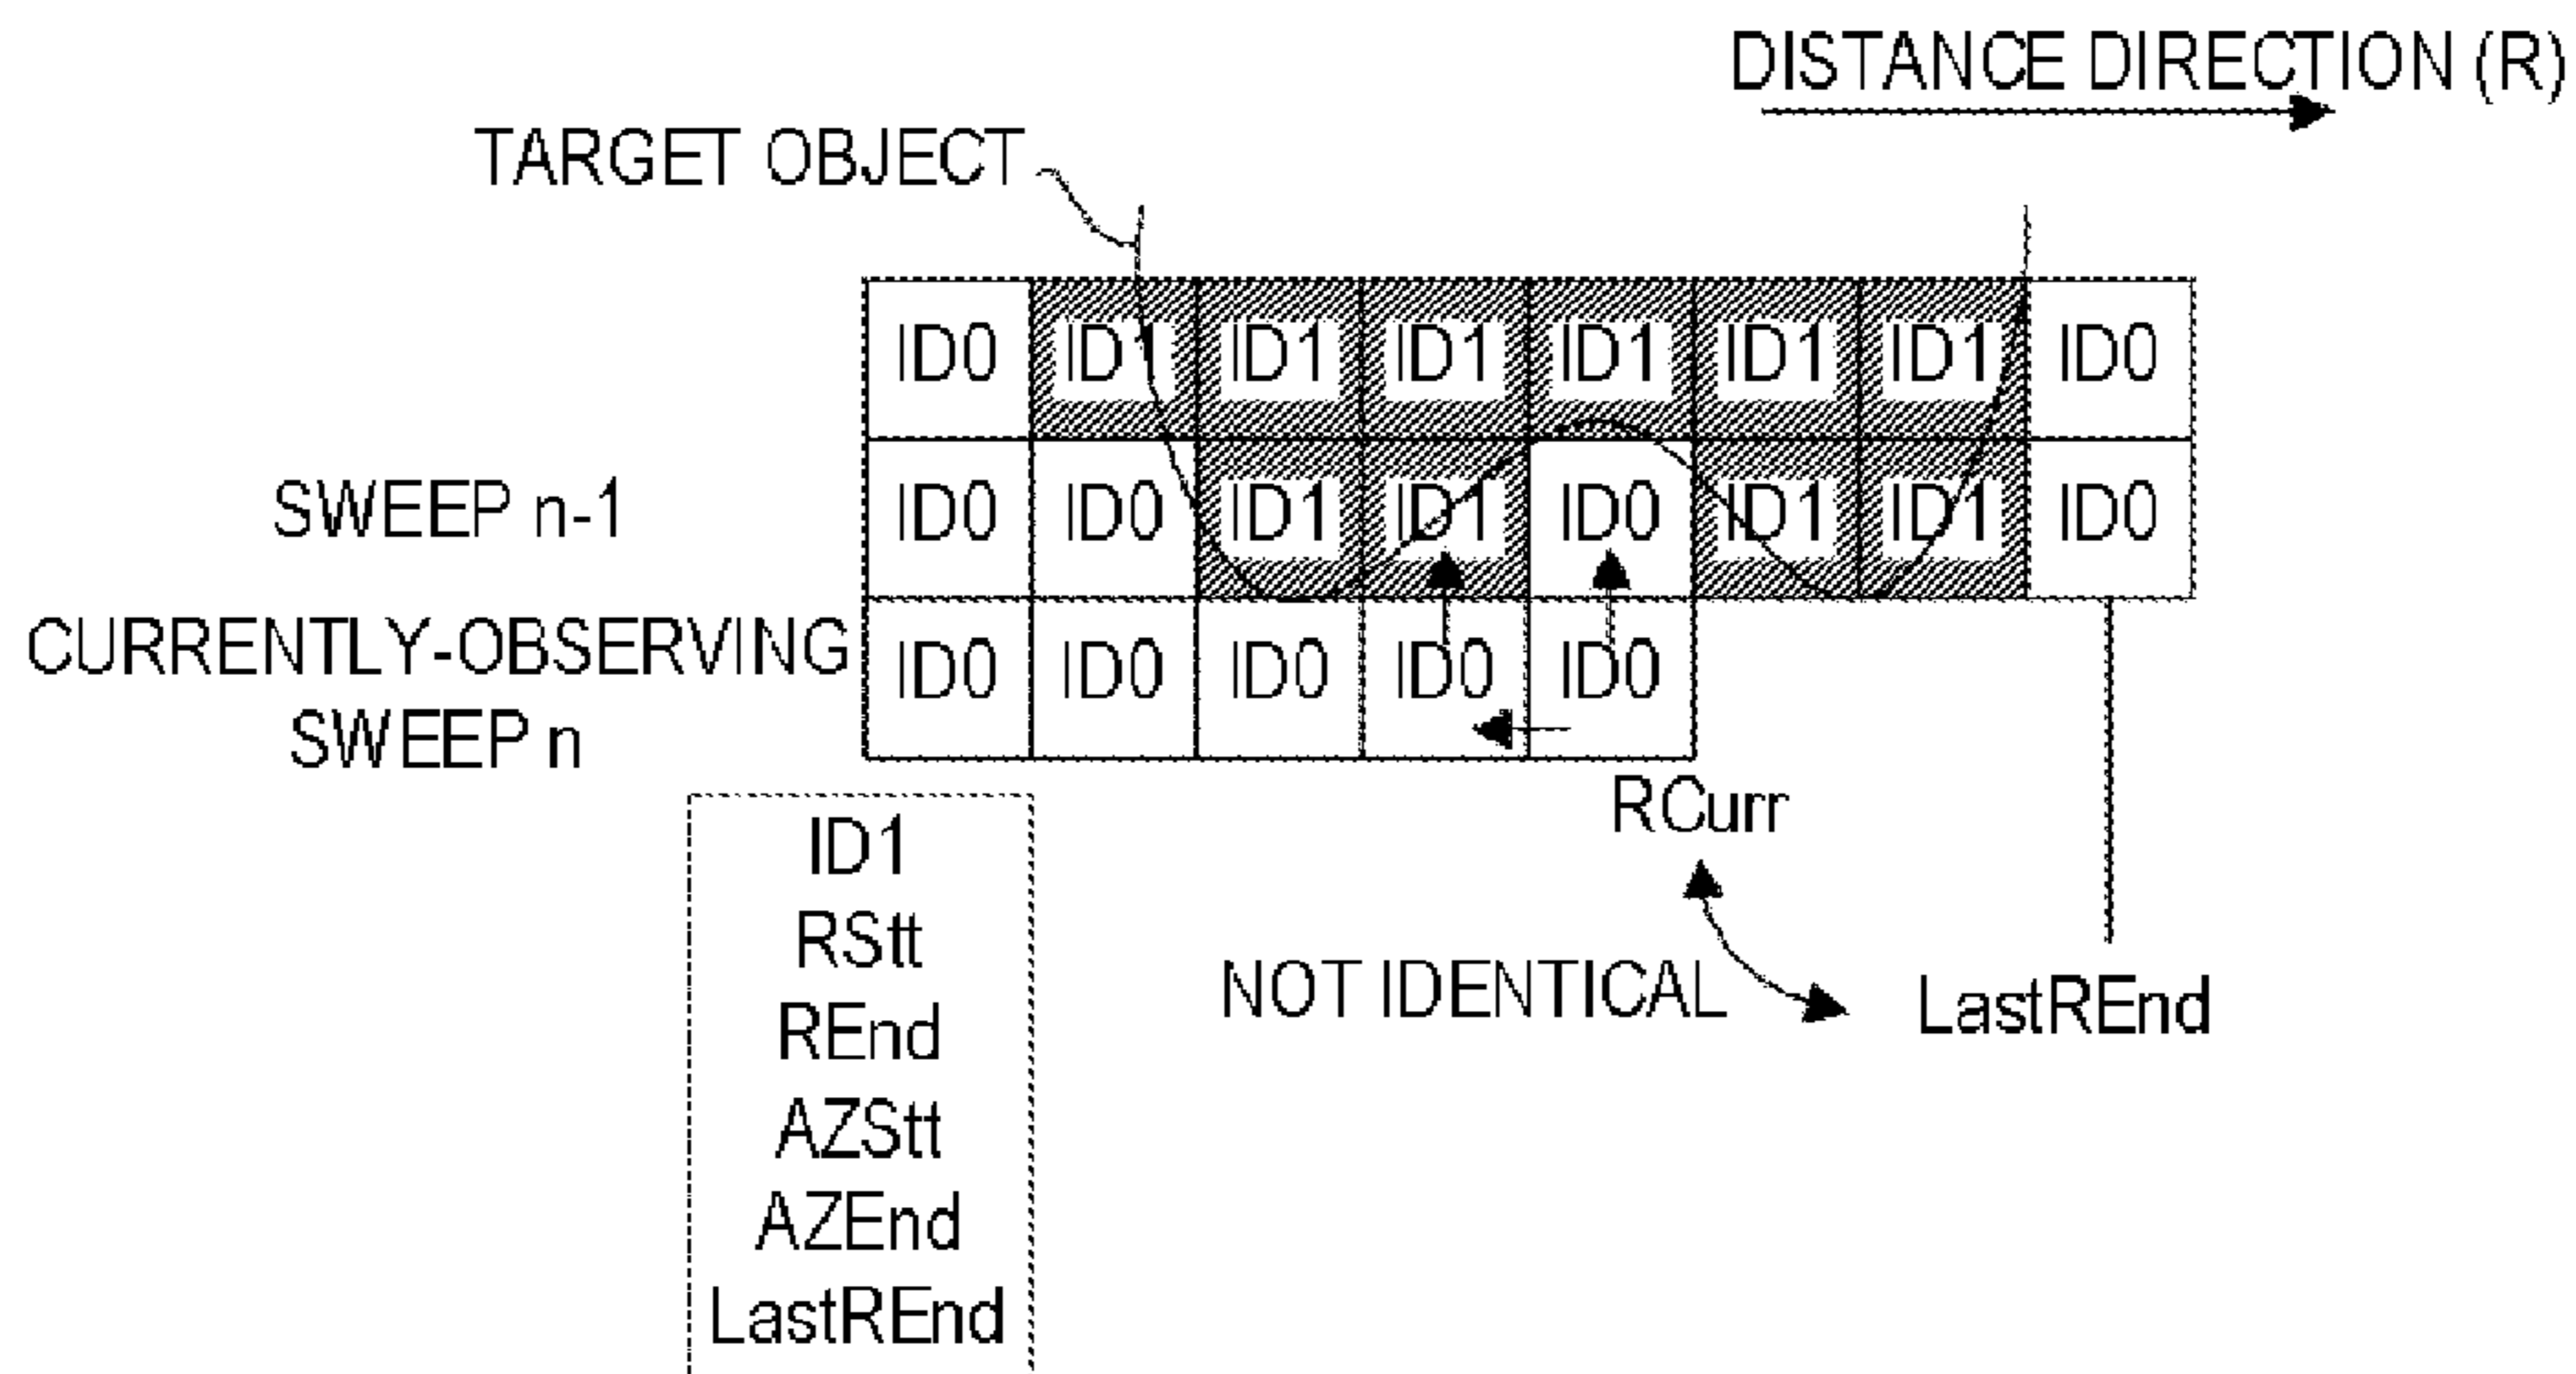 DISTANCE DIRECTION (R)
TARGET OBJECT
ID0 ID1 ID1 ID1 ID1 ID1 ID1 ID0
SWEEP n-1
ID0 ID0 ID1 ID1 ID0 ID1 ID1 ID0
CURRENTLY-OBSERVING
SWEEP n
ID0 ID0 ID0 ID0 ID0
RCurr
NOT IDENTICAL
LastREnd
ID1
RStt
REnd
AZStt
AZEnd
LastREnd